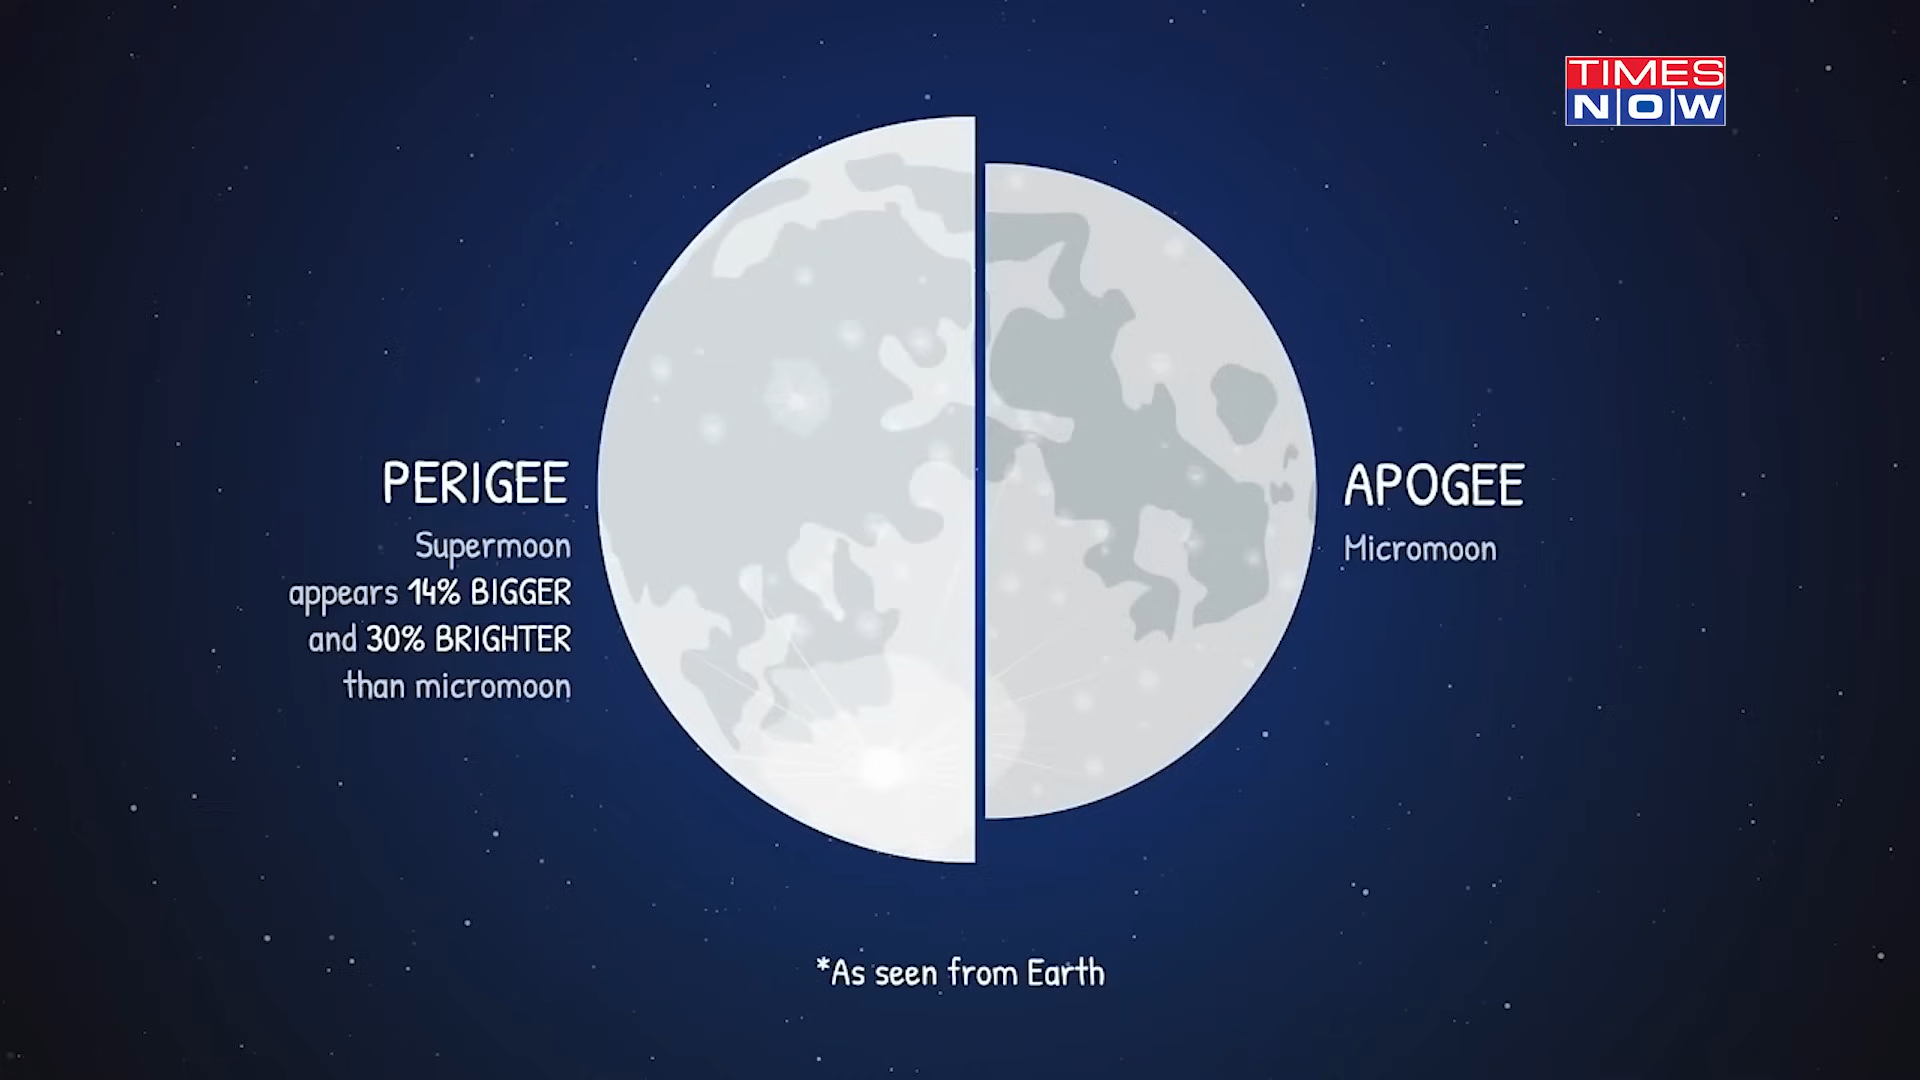 TIMES
NOW
PERIGEE
Supermoon
appears 14% BIGGER
and 30% BRIGHTER
than micromoon
APOGEE
Micromoon
*As seen from Earth